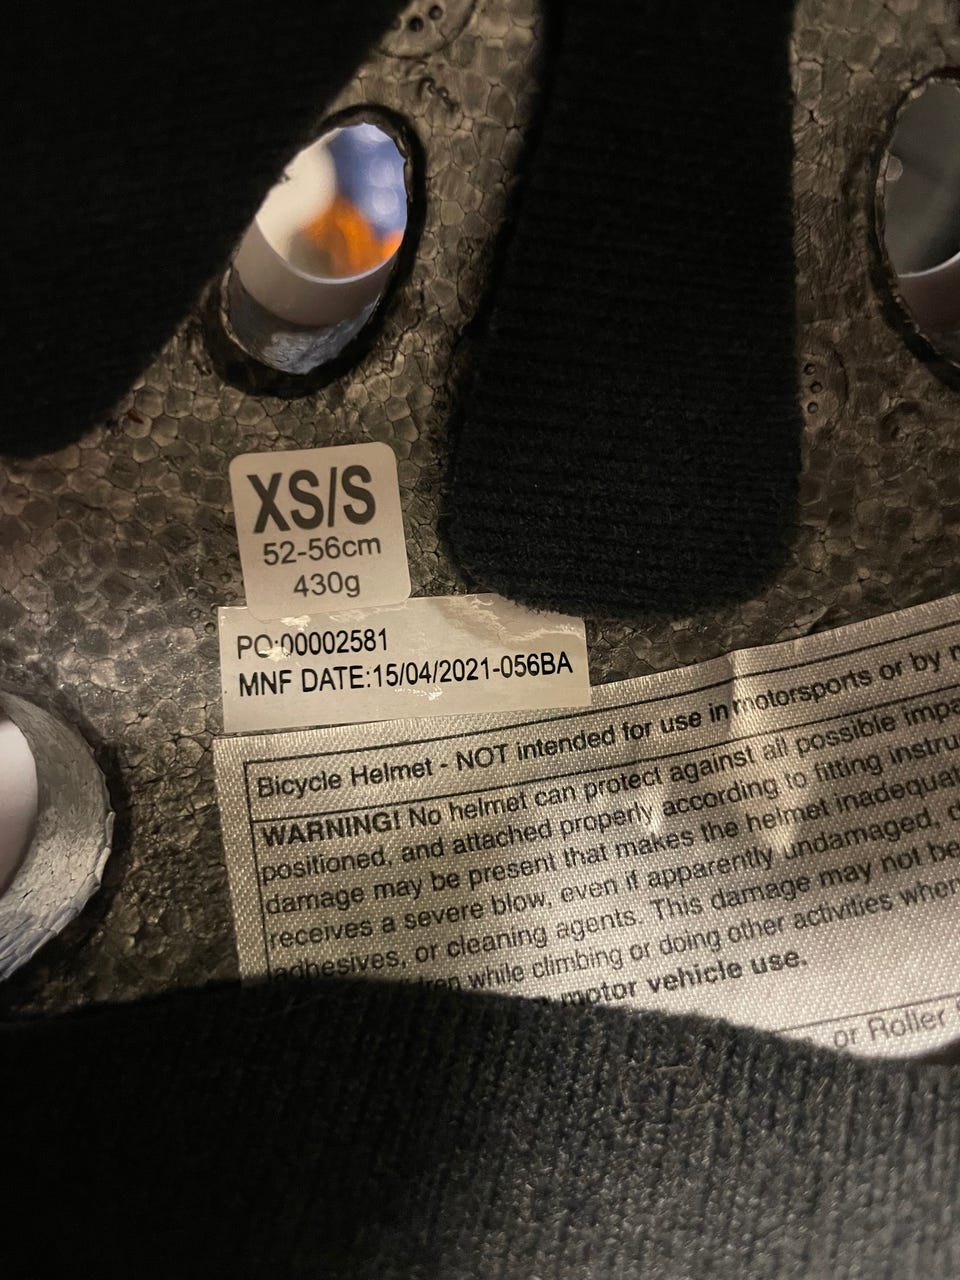 XS/S
52-56cm
430g
PO:00002581
MNF DATE:15/04/2021-056BA
Bicycle Helmet - NOT intended for use in motorsports or by
WARNING! No helmet can protect against all possible
positioned, and attached properly according to fitting
damage may be present that makes the helmet
receives a severe blow, even if apparently undamaged,
adhesives, or cleaning agents. This damage may not be
while climbing or doing other activities
motor vehicle use.
or Roller